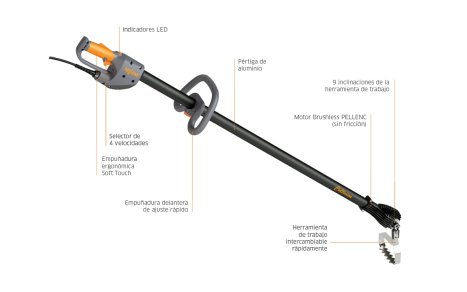 Indicadores LED
Pértiga de
aluminio
9 inclinaciones de la
herramienta de trabajo
Motor Brushless PELLENC
(sin fricción)
Selector de
4 velocidades
Empuñadura
ergonómica
Soft Touch
Empuñadura delantera
de ajuste rápido
Herramienta
de trabajo
intercambiable
rápidamente